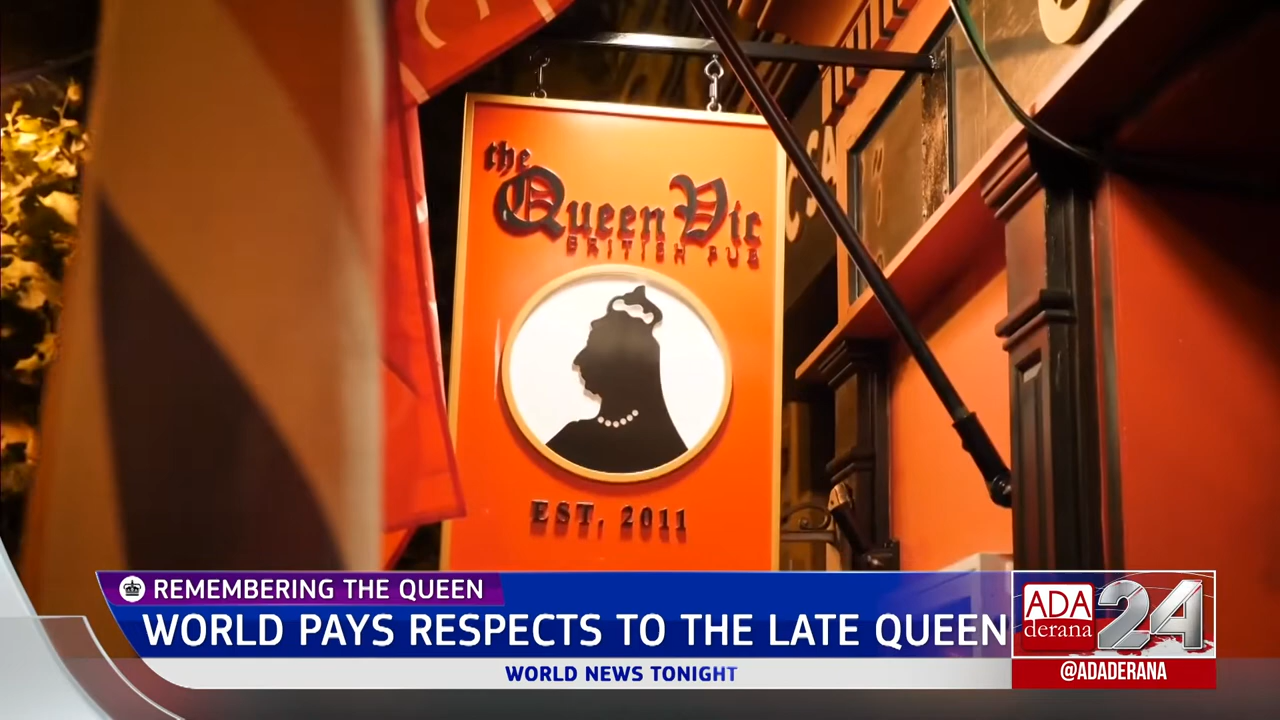 the
Queen Vic
BRITISH PUB
EST. 2011
REMEMBERING THE QUEEN
WORLD PAYS RESPECTS TO THE LATE QUEEN
WORLD NEWS TONIGHT
ADA
derana
24
@ADADERANA